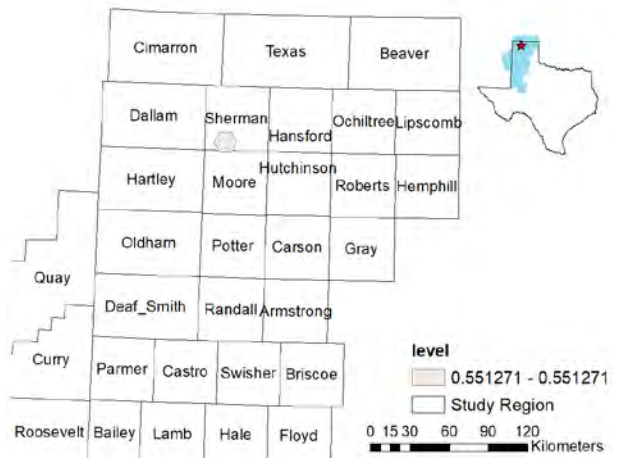 Cimarron Texas Beaver
Dallam Sherman Hansford Ochiltree Lipscomb
Hartley Moore Hutchinson Roberts Hemphill
Oldham Potter Carson Gray
Quay
Deaf_Smith Randall Armstrong
Curry Parmer Castro Swisher Briscoe
Roosevelt Bailey Lamb Hale Floyd
level
0.551271 - 0.551271
Study Region
0 15 30 60 90 120
Kilometers